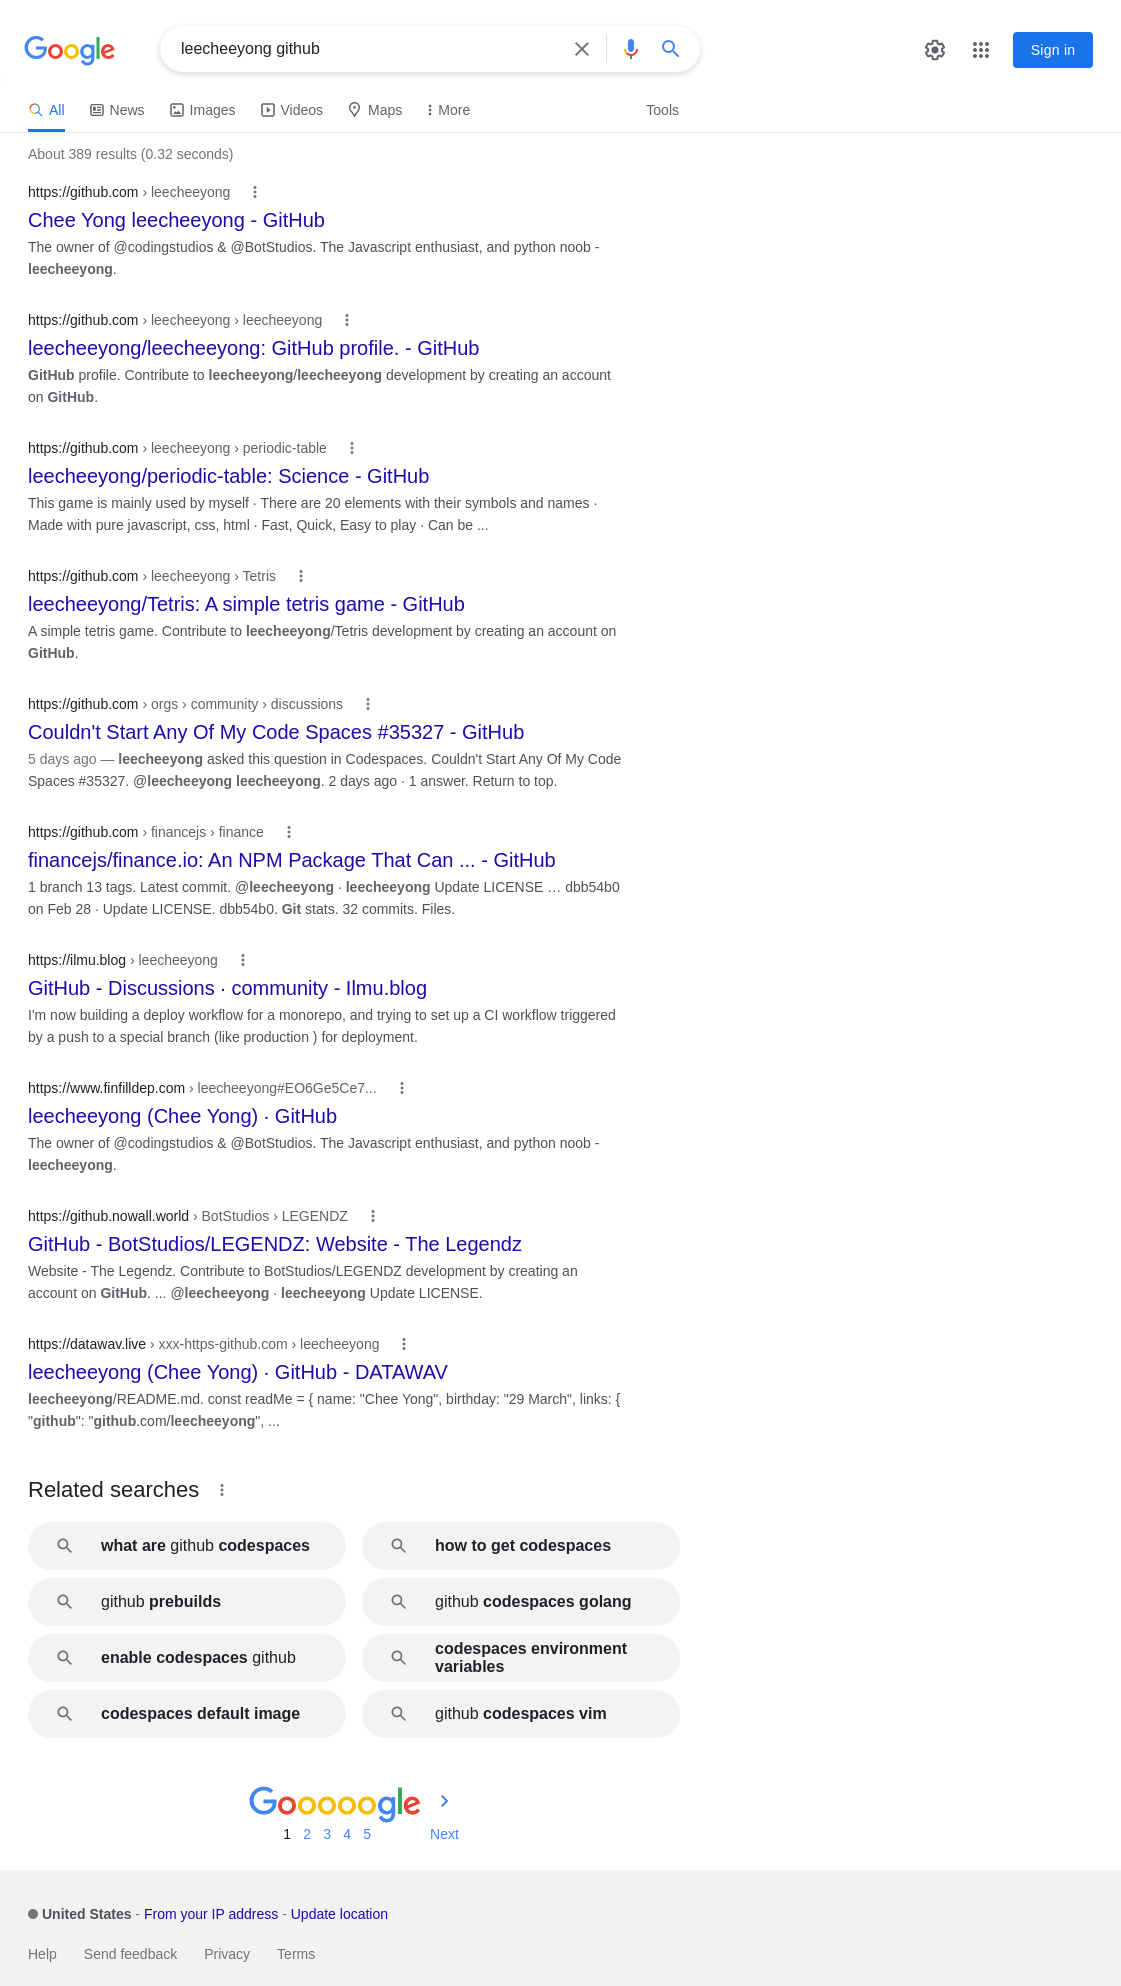 Google
leecheeyong github
Sign in
All News Images Videos Maps More Tools
About 389 results (0.32 seconds)
https://github.com › leecheeyong
Chee Yong leecheeyong - GitHub
The owner of @codingstudios & @BotStudios. The Javascript enthusiast, and python noob -
leecheeyong.
https://github.com › leecheeyong › leecheeyong
leecheeyong/leecheeyong: GitHub profile. - GitHub
GitHub profile. Contribute to leecheeyong/leecheeyong development by creating an account
on GitHub.
https://github.com › leecheeyong › periodic-table
leecheeyong/periodic-table: Science - GitHub
This game is mainly used by myself · There are 20 elements with their symbols and names ·
Made with pure javascript, css, html · Fast, Quick, Easy to play · Can be ...
https://github.com › leecheeyong › Tetris
leecheeyong/Tetris: A simple tetris game - GitHub
A simple tetris game. Contribute to leecheeyong/Tetris development by creating an account on
GitHub.
https://github.com › orgs › community › discussions
Couldn't Start Any Of My Code Spaces #35327 - GitHub
5 days ago — leecheeyong asked this question in Codespaces. Couldn't Start Any Of My Code
Spaces #35327. @leecheeyong leecheeyong. 2 days ago · 1 answer. Return to top.
https://github.com › financejs › finance
financejs/finance.io: An NPM Package That Can ... - GitHub
1 branch 13 tags. Latest commit. @leecheeyong · leecheeyong Update LICENSE … dbb54b0
on Feb 28 · Update LICENSE. dbb54b0. Git stats. 32 commits. Files.
https://ilmu.blog › leecheeyong
GitHub - Discussions · community - Ilmu.blog
I'm now building a deploy workflow for a monorepo, and trying to set up a CI workflow triggered
by a push to a special branch (like production ) for deployment.
https://www.finfilldep.com › leecheeyong#EO6Ge5Ce7...
leecheeyong (Chee Yong) · GitHub
The owner of @codingstudios & @BotStudios. The Javascript enthusiast, and python noob -
leecheeyong.
https://github.nowall.world › BotStudios › LEGENDZ
GitHub - BotStudios/LEGENDZ: Website - The Legendz
Website - The Legendz. Contribute to BotStudios/LEGENDZ development by creating an
account on GitHub. ... @leecheeyong · leecheeyong Update LICENSE.
https://datawav.live › xxx-https-github.com › leecheeyong
leecheeyong (Chee Yong) · GitHub - DATAWAV
leecheeyong/README.md. const readMe = { name: "Chee Yong", birthday: "29 March", links: {
"github": "github.com/leecheeyong", ...
Related searches
what are github codespaces
how to get codespaces
github prebuilds
github codespaces golang
enable codespaces github
codespaces environment
variables
codespaces default image
github codespaces vim
Gooooogle
1 2 3 4 5 Next
United States - From your IP address - Update location
Help Send feedback Privacy Terms